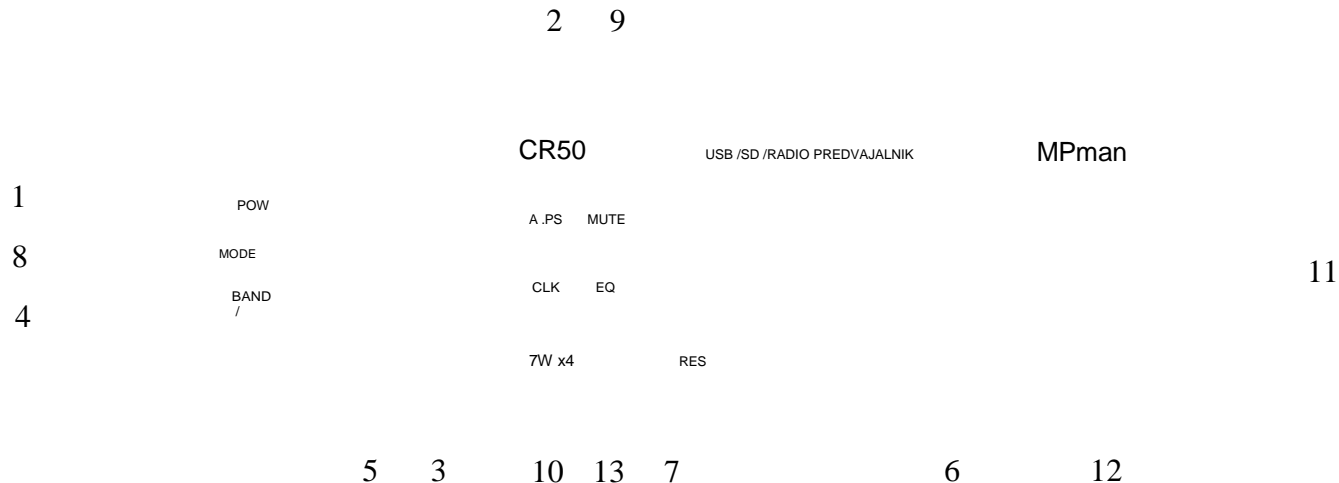 2 9
CR50 USB /SD /RADIO PREDVAJALNIK MPman
1 POW
A .PS MUTE
8 MODE
11
CLK EQ
BAND
/
4
7W x4 RES
5 3 10 13 7 6 12